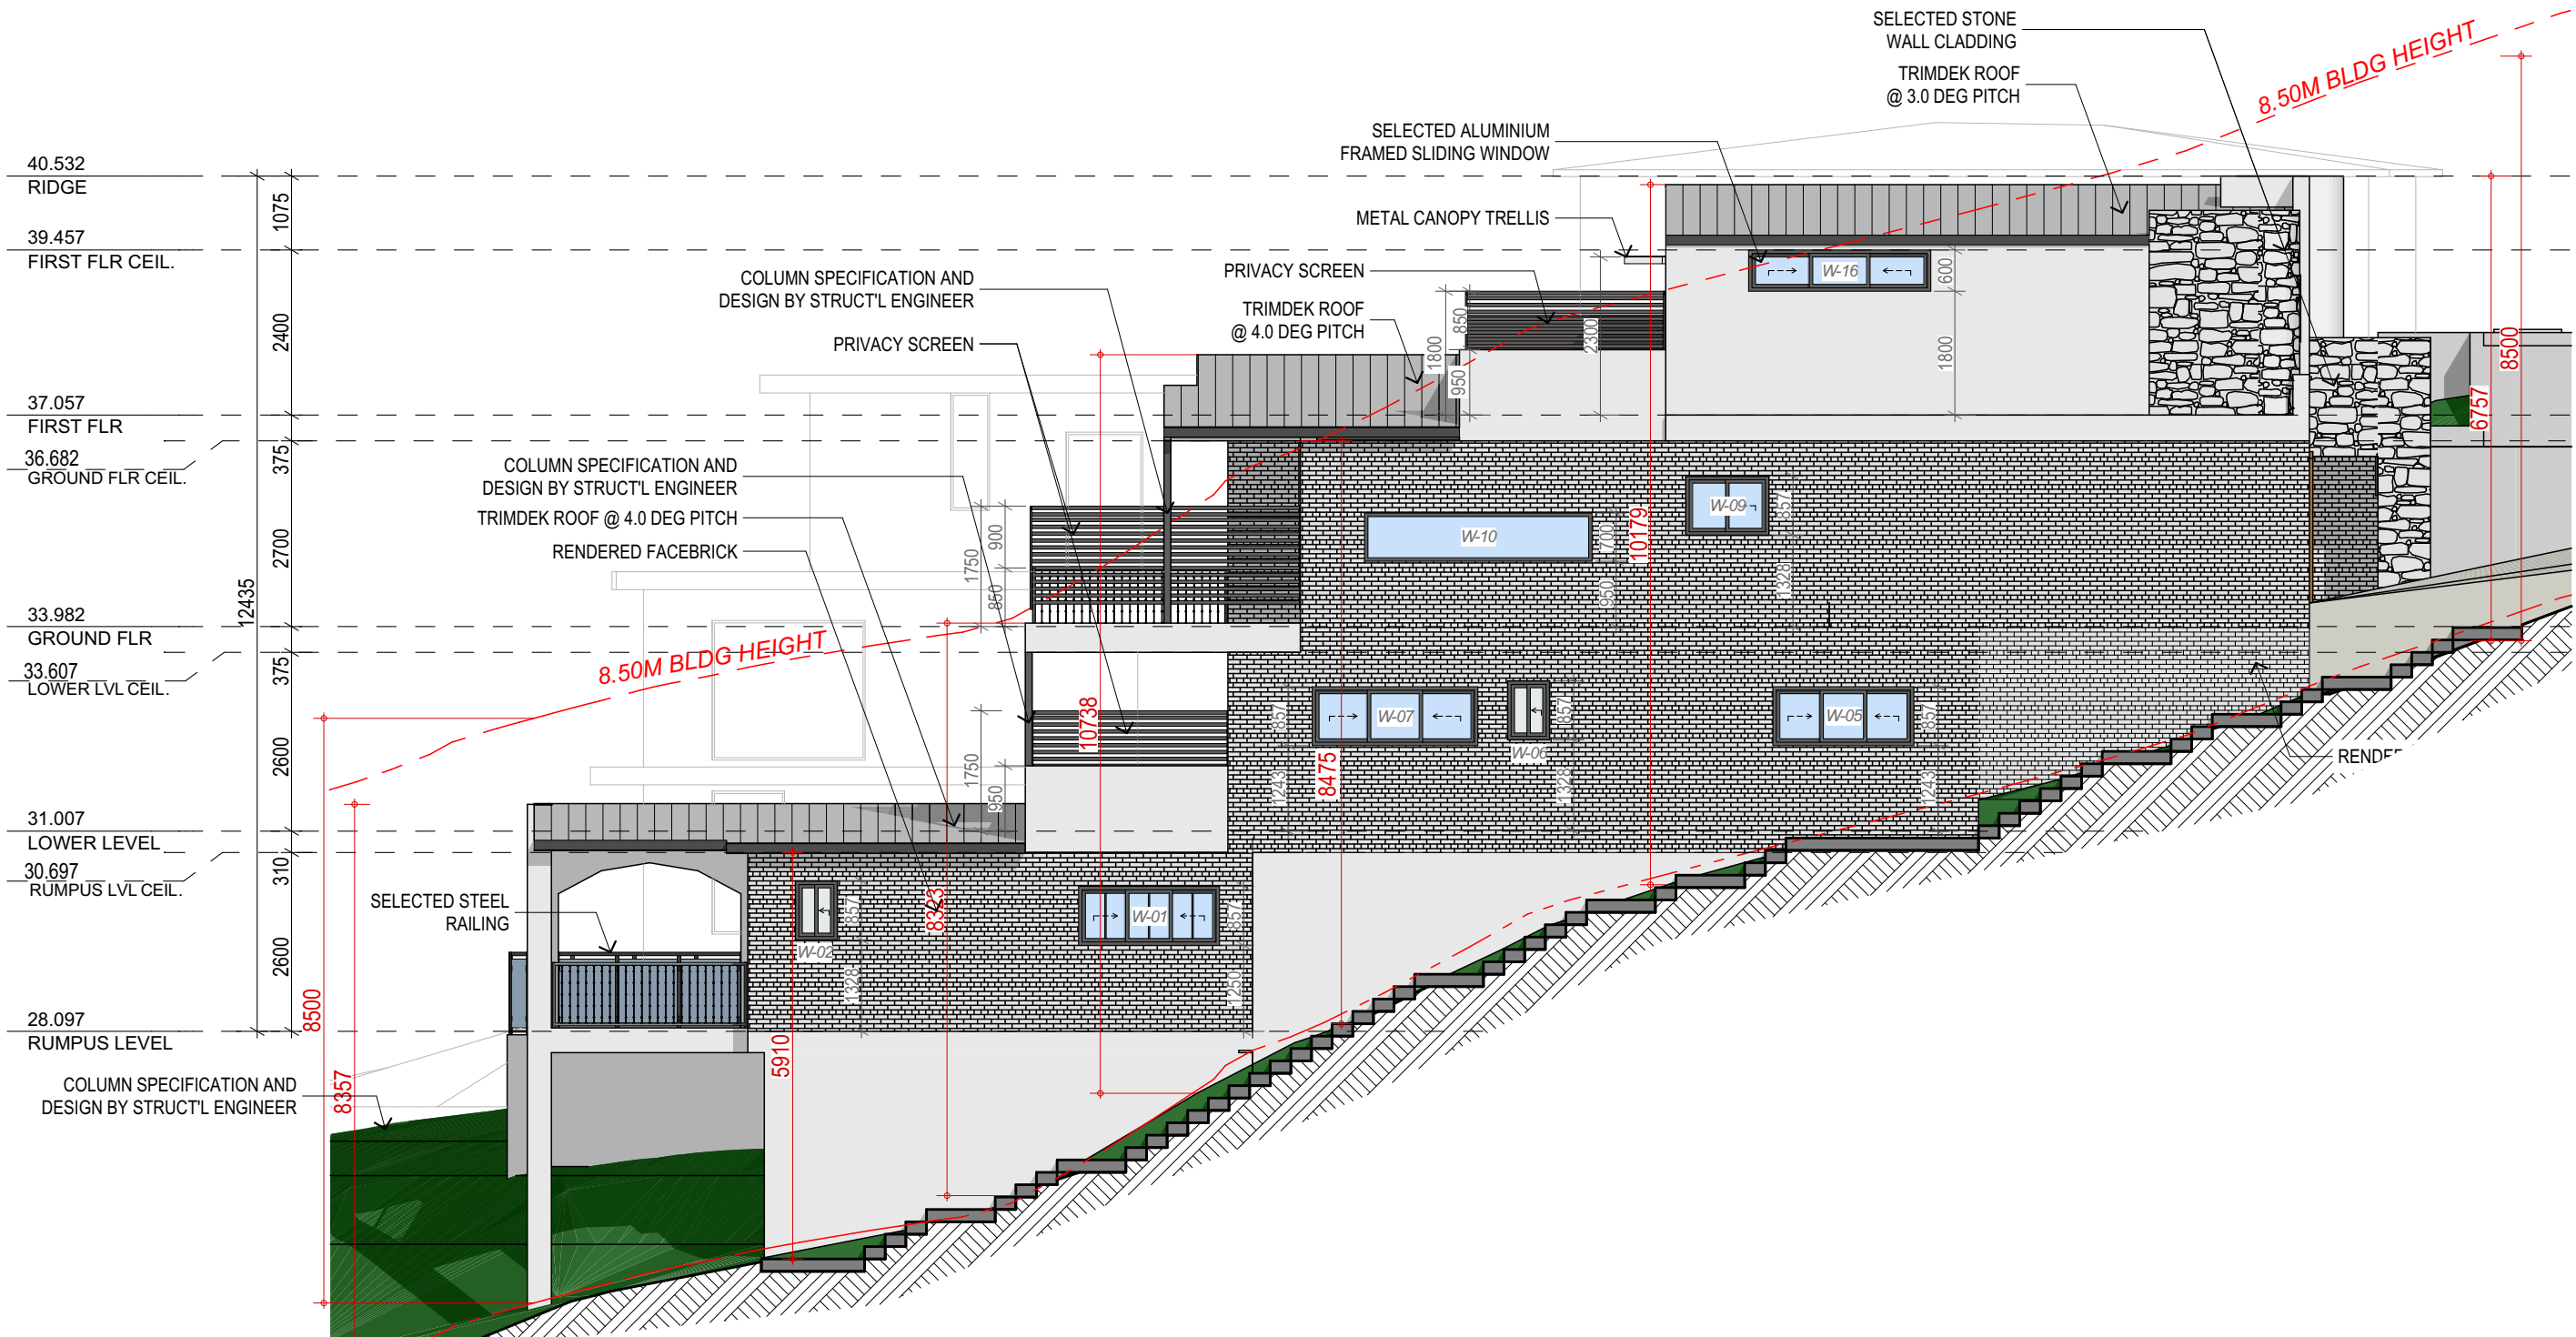 SELECTED STONE
WALL CLADDING
TRIMDEK ROOF
@ 3.0 DEG PITCH
8.50M BLDG HEIGHT
SELECTED ALUMINIUM
FRAMED SLIDING WINDOW
METAL CANOPY TRELLIS
PRIVACY SCREEN
TRIMDEK ROOF
@ 4.0 DEG PITCH
COLUMN SPECIFICATION AND
DESIGN BY STRUCT'L ENGINEER
PRIVACY SCREEN
COLUMN SPECIFICATION AND
DESIGN BY STRUCT'L ENGINEER
TRIMDEK ROOF @ 4.0 DEG PITCH
RENDERED FACEBRICK
8.50M BLDG HEIGHT
SELECTED STEEL
RAILING
COLUMN SPECIFICATION AND
DESIGN BY STRUCT'L ENGINEER
40.532
RIDGE
39.457
FIRST FLR CEIL.
37.057
FIRST FLR
36.682
GROUND FLR CEIL.
33.982
GROUND FLR
33.607
LOWER LVL CEIL.
31.007
LOWER LEVEL
30.697
RUMPUS LVL CEIL.
28.097
RUMPUS LEVEL
12435
1075
2400
375
2700
375
2600
310
2600
8500
8357
5910
8323
10738
8475
10179
6757
8500
W-16
600
1800
2300
850
1800
950
W-09
857
1328
W-10
700
950
900
1750
850
W-07
857
1243
W-06
857
1328
W-05
857
1243
1750
950
W-02
857
1328
W-01
857
1250
RENDE